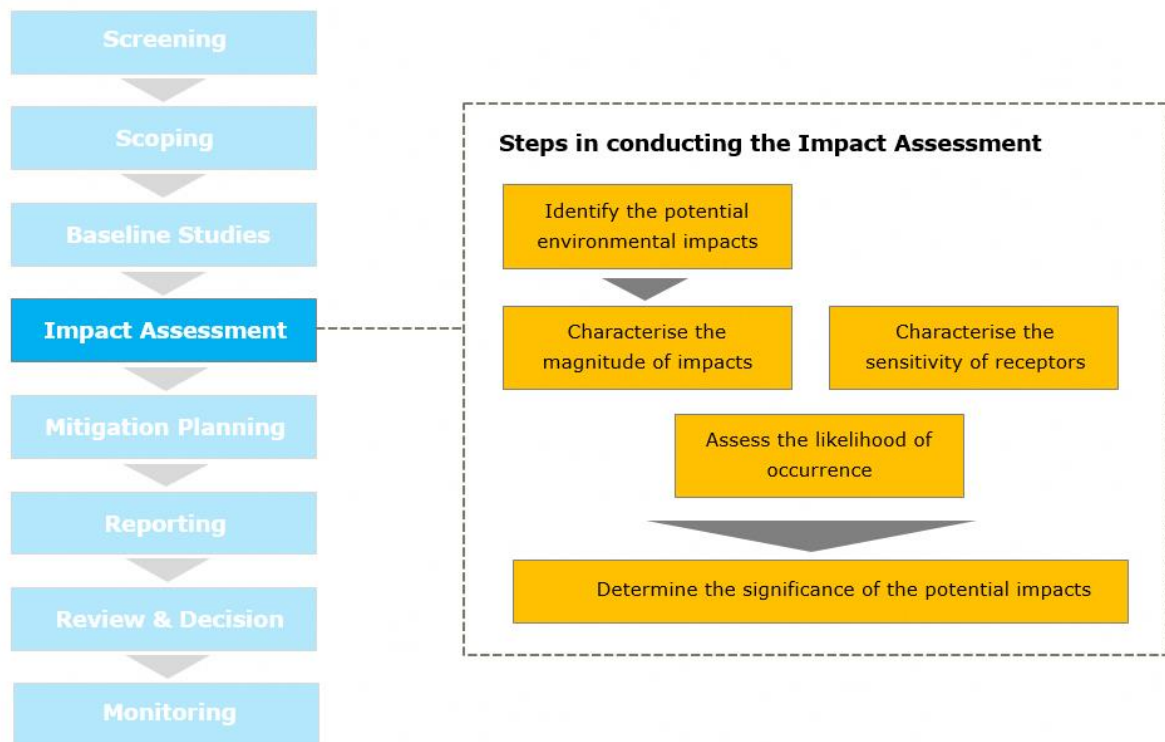 Screening
Scoping
Baseline Studies
Impact Assessment
Mitigation Planning
Reporting
Review & Decision
Monitoring
Steps in conducting the Impact Assessment
Identify the potential
environmental impacts
Characterise the
magnitude of impacts
Characterise the
sensitivity of receptors
Assess the likelihood of
occurrence
Determine the significance of the potential impacts